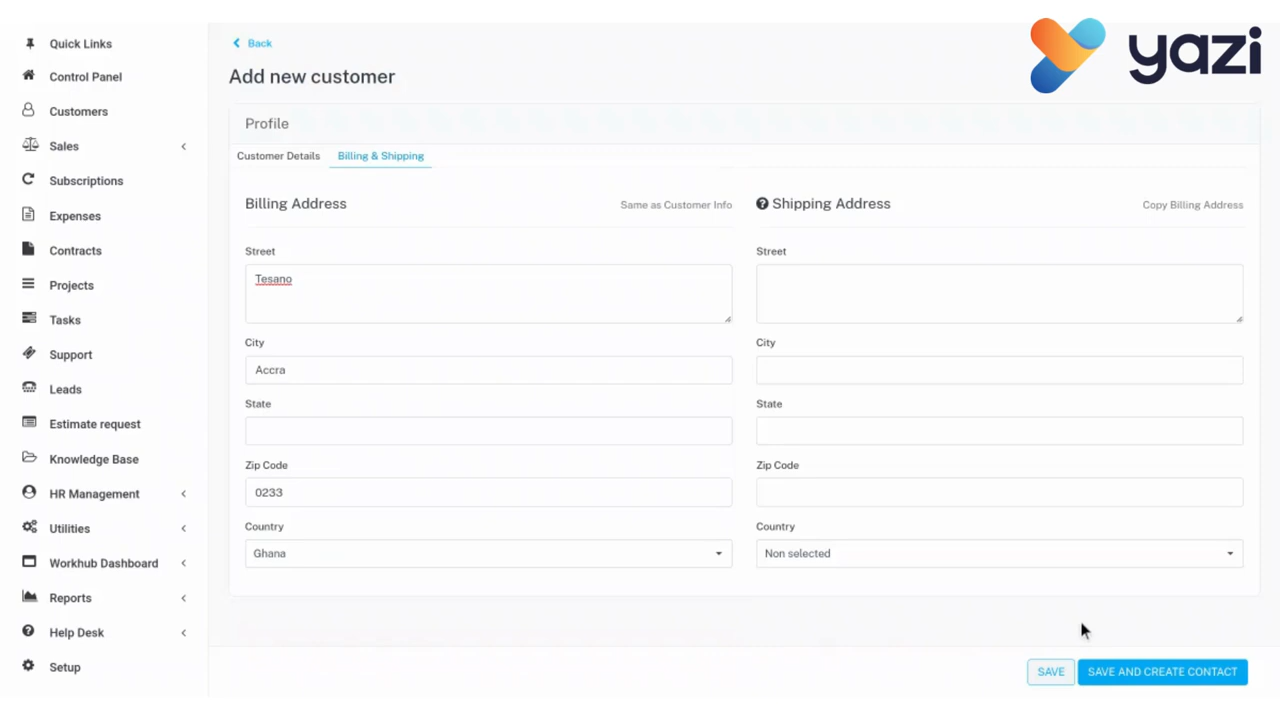 yazi
Quick Links
Control Panel
Customers
Sales
Subscriptions
Expenses
Contracts
Projects
Tasks
Support
Leads
Estimate request
Knowledge Base
HR Management
Utilities
Workhub Dashboard
Reports
Help Desk
Setup
Back
Add new customer
Profile
Customer Details
Billing & Shipping
Billing Address
Same as Customer Info
Street
Tesano
City
Accra
State
Zip Code
0233
Country
Ghana
Shipping Address
Copy Billing Address
Street
City
State
Zip Code
Country
Non selected
SAVE
SAVE AND CREATE CONTACT